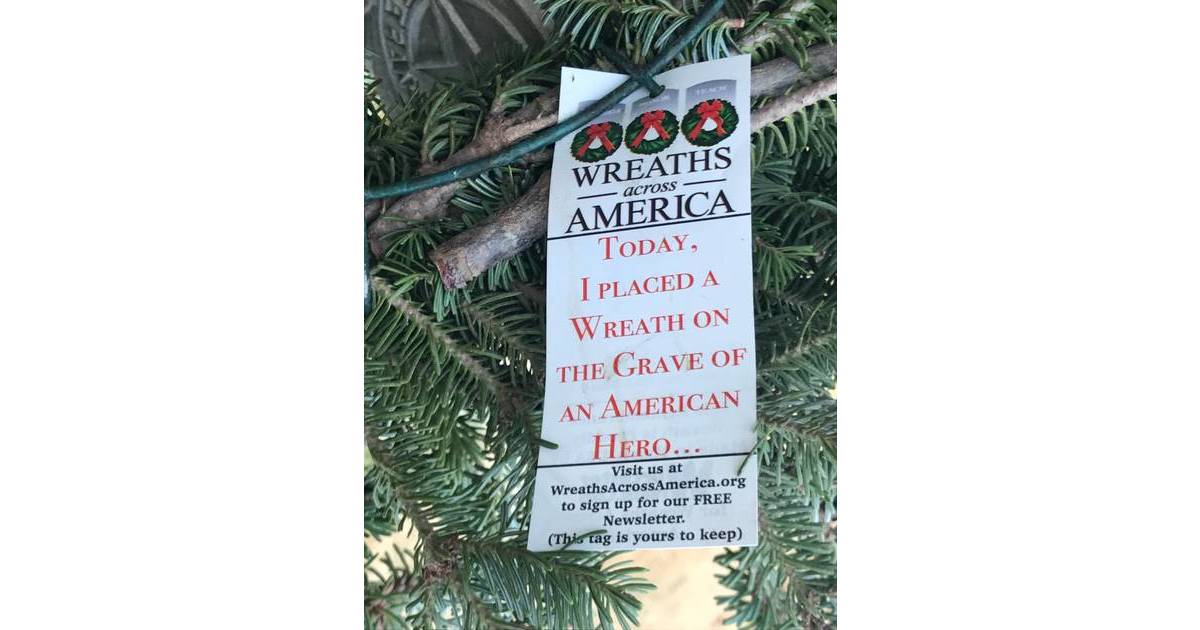 TEACH
WREATHS
across
AMERICA
TODAY,
I PLACED A
WREATH ON
THE GRAVE OF
AN AMERICAN
HERO...
Visit us at
WreathsAcrossAmerica.org
to sign up for our FREE
Newsletter.
(This tag is yours to keep)